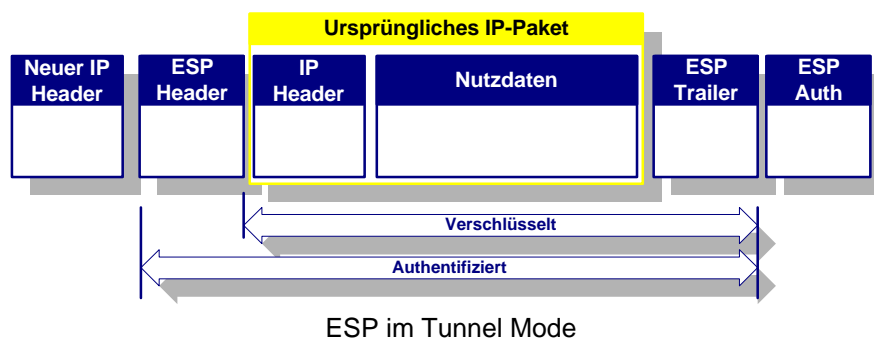 Ursprüngliches IP-Paket
Neuer IP
Header
ESP
Header
IP
Header
Nutzdaten
ESP
Trailer
ESP
Auth
Verschlüsselt
Authentifiziert
ESP im Tunnel Mode